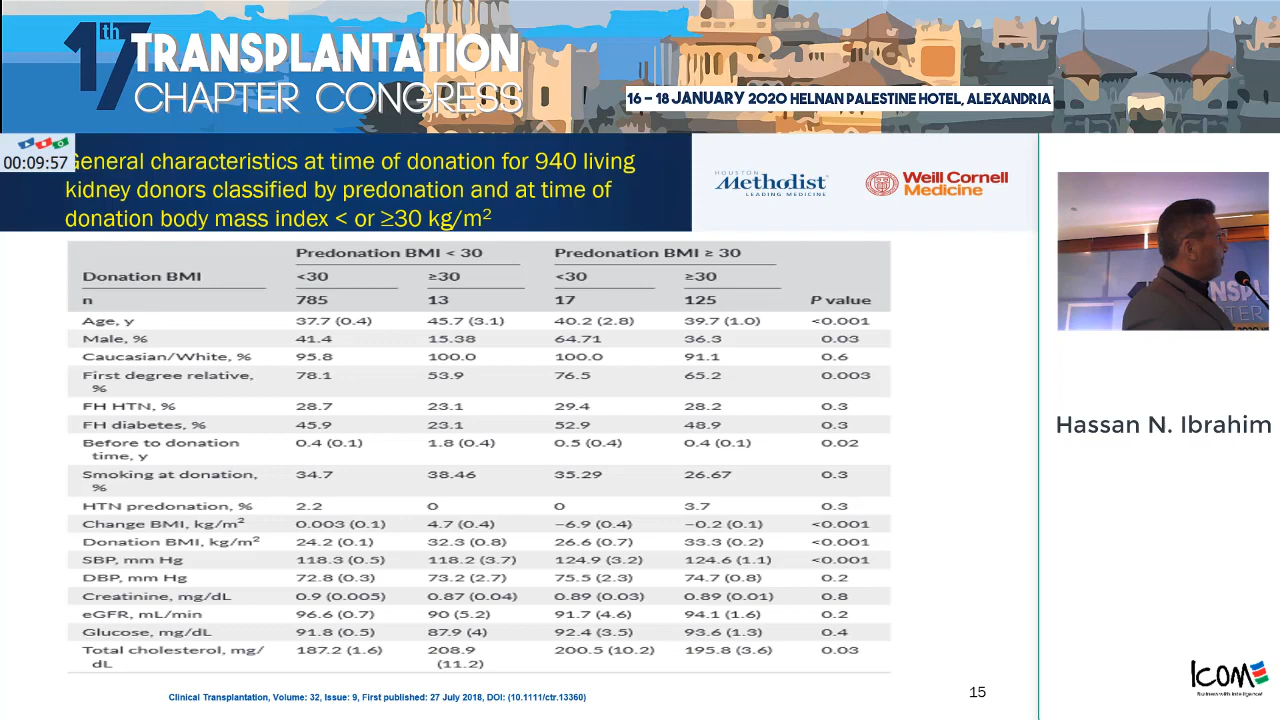 17th TRANSPLANTATION
CHAPTER CONGRESS
16 – 18 JANUARY 2020 HELNAN PALESTINE HOTEL, ALEXANDRIA
00:09:57
General characteristics at time of donation for 940 living
kidney donors classified by predonation and at time of
donation body mass index < or ≥30 kg/m²
HOUSTON
Methodist
LEADING MEDICINE
Weill Cornell
Medicine
Predonation BMI < 30 Predonation BMI ≥ 30
Donation BMI <30 ≥30 <30 ≥30
n 785 13 17 125 P value
Age, y 37.7 (0.4) 45.7 (3.1) 40.2 (2.8) 39.7 (1.0) <0.001
Male, % 41.4 15.38 64.71 36.3 0.03
Caucasian/White, % 95.8 100.0 100.0 91.1 0.6
First degree relative, 78.1 53.9 76.5 65.2 0.003
%
FH HTN, % 28.7 23.1 29.4 28.2 0.3
FH diabetes, % 45.9 23.1 52.9 48.9 0.3
Before to donation 0.4 (0.1) 1.8 (0.4) 0.5 (0.4) 0.4 (0.1) 0.02
time, y
Smoking at donation, 34.7 38.46 35.29 26.67 0.3
%
HTN predonation, % 2.2 0 0 3.7 0.3
Change BMI, kg/m² 0.003 (0.1) 4.7 (0.4) −6.9 (0.4) −0.2 (0.1) <0.001
Donation BMI, kg/m² 24.2 (0.1) 32.3 (0.8) 26.6 (0.7) 33.3 (0.2) <0.001
SBP, mm Hg 118.3 (0.5) 118.2 (3.7) 124.9 (3.2) 124.6 (1.1) <0.001
DBP, mm Hg 72.8 (0.3) 73.2 (2.7) 75.5 (2.3) 74.7 (0.8) 0.2
Creatinine, mg/dL 0.9 (0.005) 0.87 (0.04) 0.89 (0.03) 0.89 (0.01) 0.8
eGFR, mL/min 96.6 (0.7) 90 (5.2) 91.7 (4.6) 94.1 (1.6) 0.2
Glucose, mg/dL 91.8 (0.5) 87.9 (4) 92.4 (3.5) 93.6 (1.3) 0.4
Total cholesterol, mg/ 187.2 (1.6) 208.9 200.5 (10.2) 195.8 (3.6) 0.03
dL (11.2)
Clinical Transplantation, Volume: 32, Issue: 9, First published: 27 July 2018, DOI: (10.1111/ctr.13360)
15
Hassan N. Ibrahim
ICOM
Business with Intelligence!